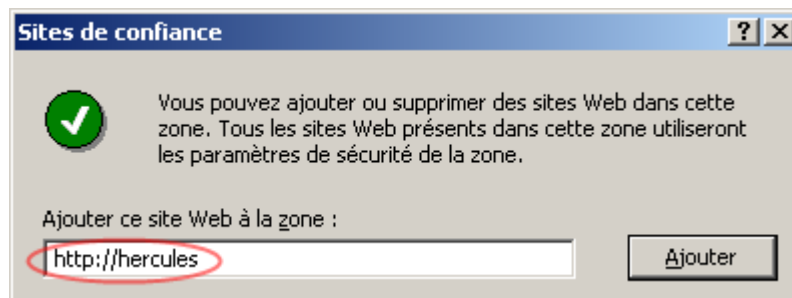 Sites de confiance
Vous pouvez ajouter ou supprimer des sites Web dans cette
zone. Tous les sites Web présents dans cette zone utiliseront
les paramètres de sécurité de la zone.
Ajouter ce site Web à la zone :
http://hercules
Ajouter